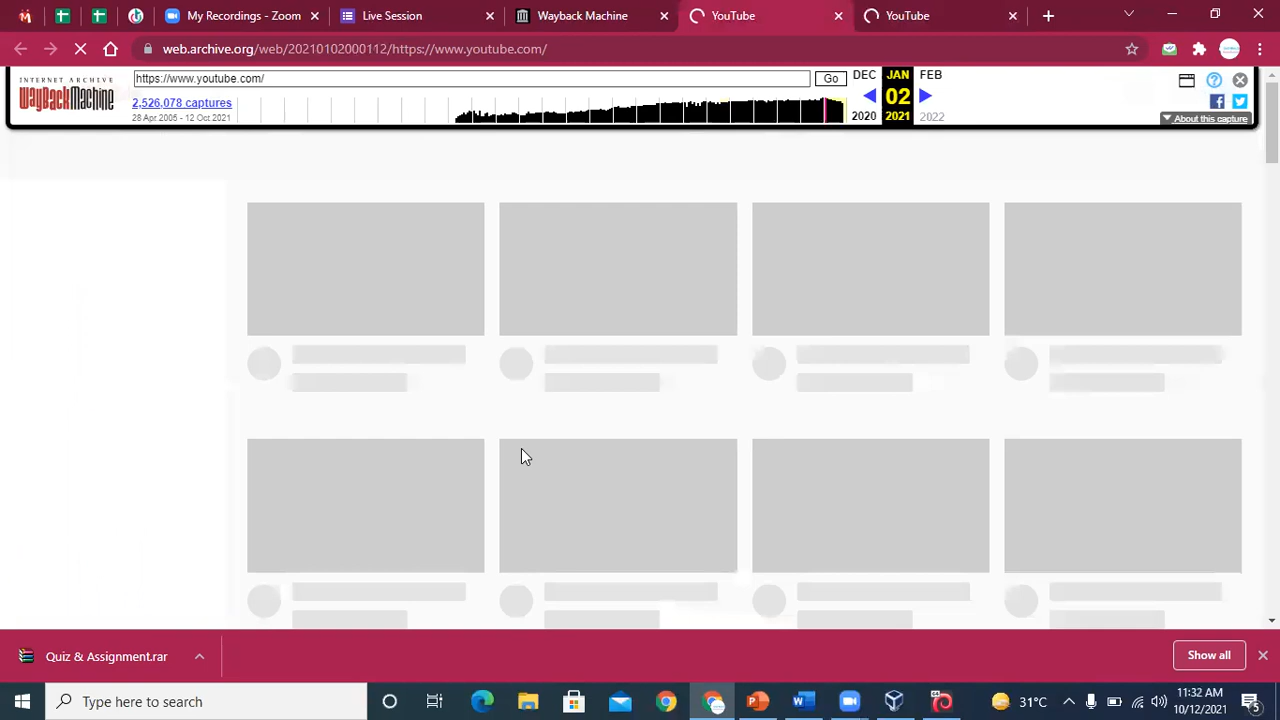 My Recordings - Zoom
Live Session
Wayback Machine
YouTube
YouTube
web.archive.org/web/20210102000112/https://www.youtube.com/
INTERNET ARCHIVE
WayBackMachine
https://www.youtube.com/
Go
DEC
JAN
FEB
2,526,078 captures
02
28 Apr 2005 - 12 Oct 2021
2020
2021
2022
About this capture
Quiz & Assignment.rar
Show all
Type here to search
31°C
11:32 AM
10/12/2021
5